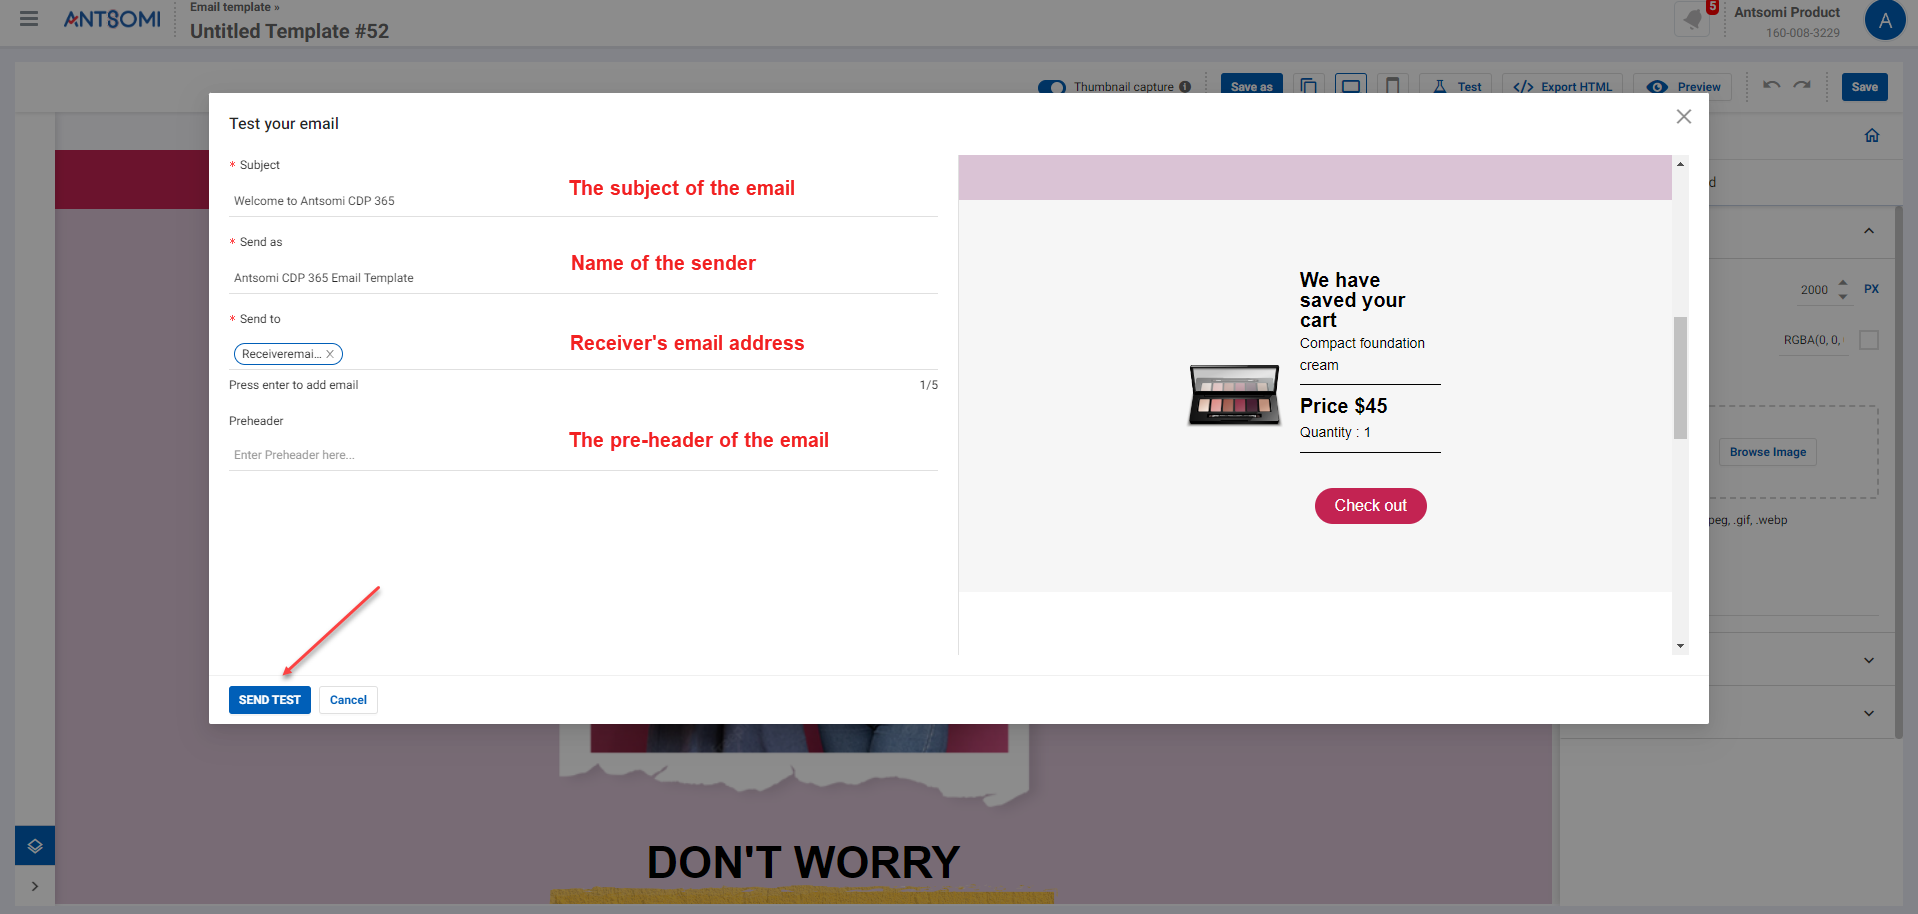 ANTSOMI
Email template »
Untitled Template #52
5
Antsomi Product
160-008-3229
A
Thumbnail capture
Save as
Test
Export HTML
Preview
Save
Test your email
* Subject
Welcome to Antsomi CDP 365
The subject of the email
* Send as
Antsomi CDP 365 Email Template
Name of the sender
* Send to
Receiveremai...
Receiver's email address
Press enter to add email
1/5
Preheader
Enter Preheader here...
The pre-header of the email
SEND TEST
Cancel
We have
saved your
cart
Compact foundation
cream
Price $45
Quantity : 1
Check out
d
2000
PX
RGBA(0, 0,
Browse Image
peg, .gif, .webp
DON'T WORRY